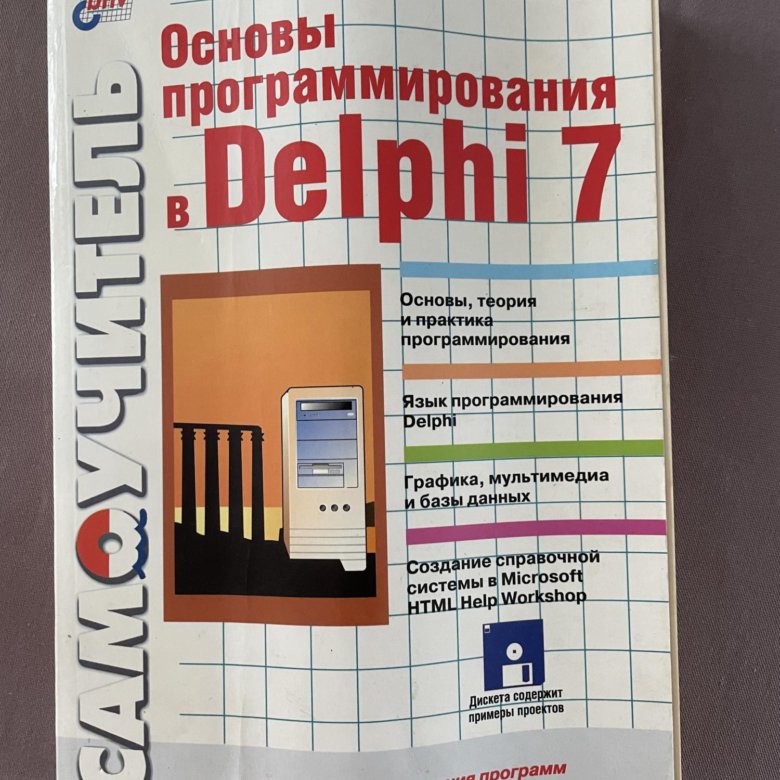 bhv
Основы
программирования
в Delphi 7
САМОУЧИТЕЛЬ
Основы, теория
и практика
программирования
Язык программирования
Delphi
Графика, мультимедиа
и базы данных
Создание справочной
системы в Microsoft
HTML Help Workshop
Дискета содержит
примеры проектов
программ